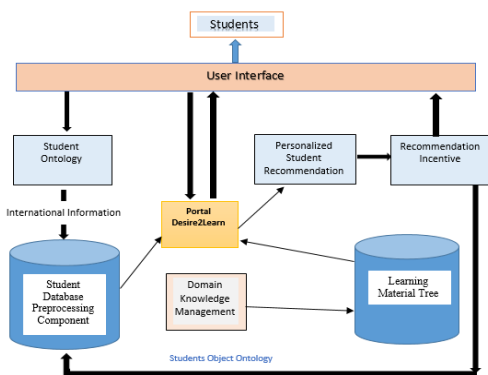 Students
User Interface
Student
Ontology
Personalized
Student
Recommendation
Recommendation
Incentive
International Information
Portal
Desire2Learn
Student
Database
Preprocessing
Component
Domain
Knowledge
Management
Learning
Material Tree
Students Object Ontology